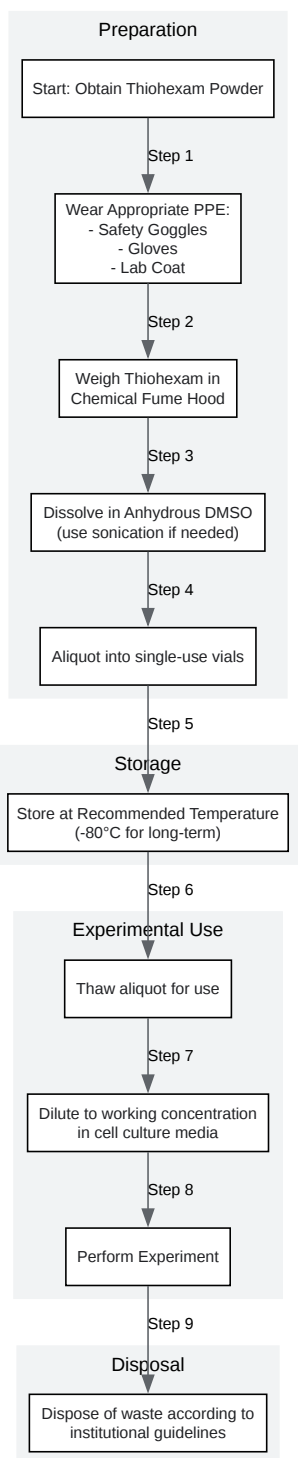 Preparation
Start: Obtain Thiohexam Powder
Step 1
Wear Appropriate PPE:
- Safety Goggles
- Gloves
- Lab Coat
Step 2
Weigh Thiohexam in
Chemical Fume Hood
Step 3
Dissolve in Anhydrous DMSO
(use sonication if needed)
Step 4
Aliquot into single-use vials
Step 5
Storage
Store at Recommended Temperature
(-80°C for long-term)
Step 6
Experimental Use
Thaw aliquot for use
Step 7
Dilute to working concentration
in cell culture media
Step 8
Perform Experiment
Step 9
Disposal
Dispose of waste according to
institutional guidelines